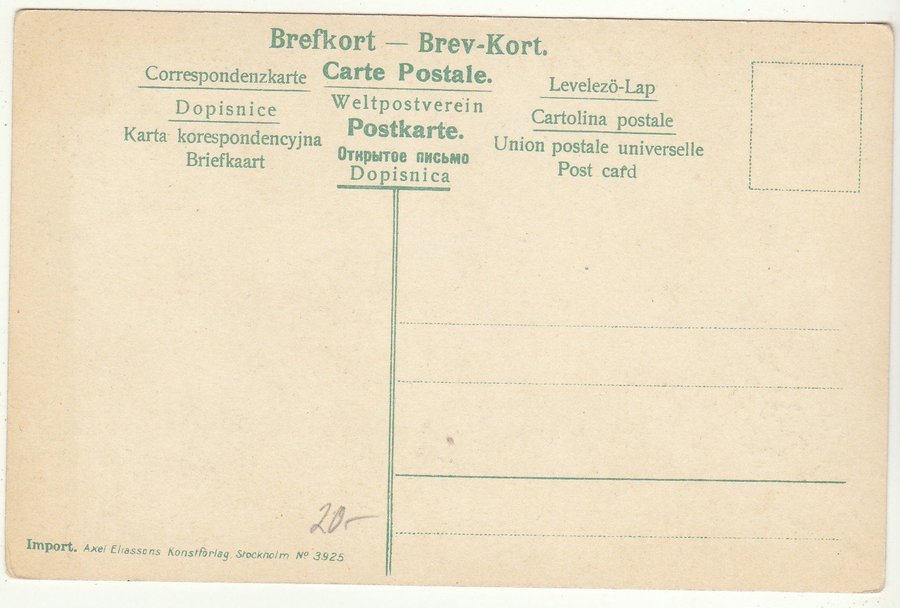 Brefkort — Brev-Kort.
Correspondenzkarte
Carte Postale.
Levelezö-Lap
Dopisnice
Weltpostverein
Cartolina postale
Karta korespondencyjna
Postkarte.
Union postale universelle
Briefkaart
Открытое письмо
Post card
Dopisnica
20-
Import. Axel Eliassons Konstförlag, Stockholm № 3925